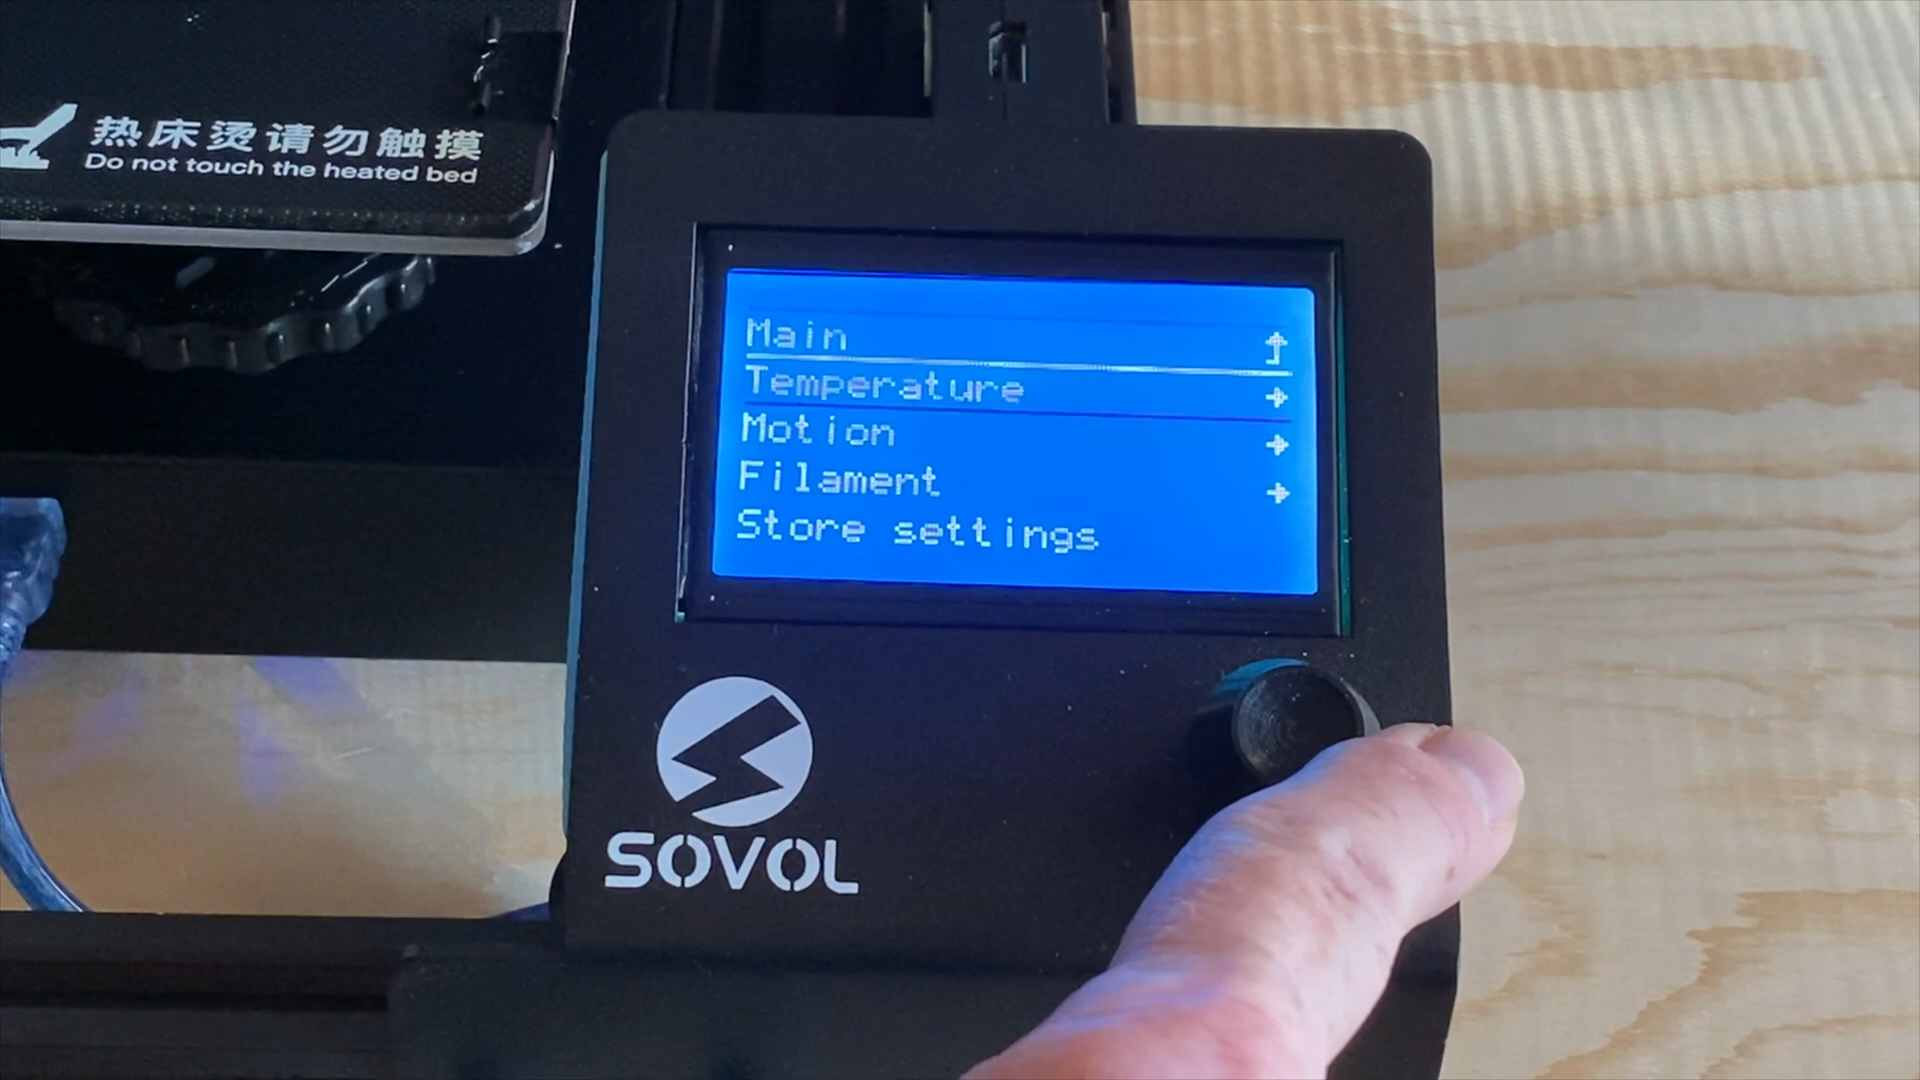 热床烫请勿触摸
Do not touch the heated bed
Main
Temperature
Motion
Filament
Store settings
SOVOL